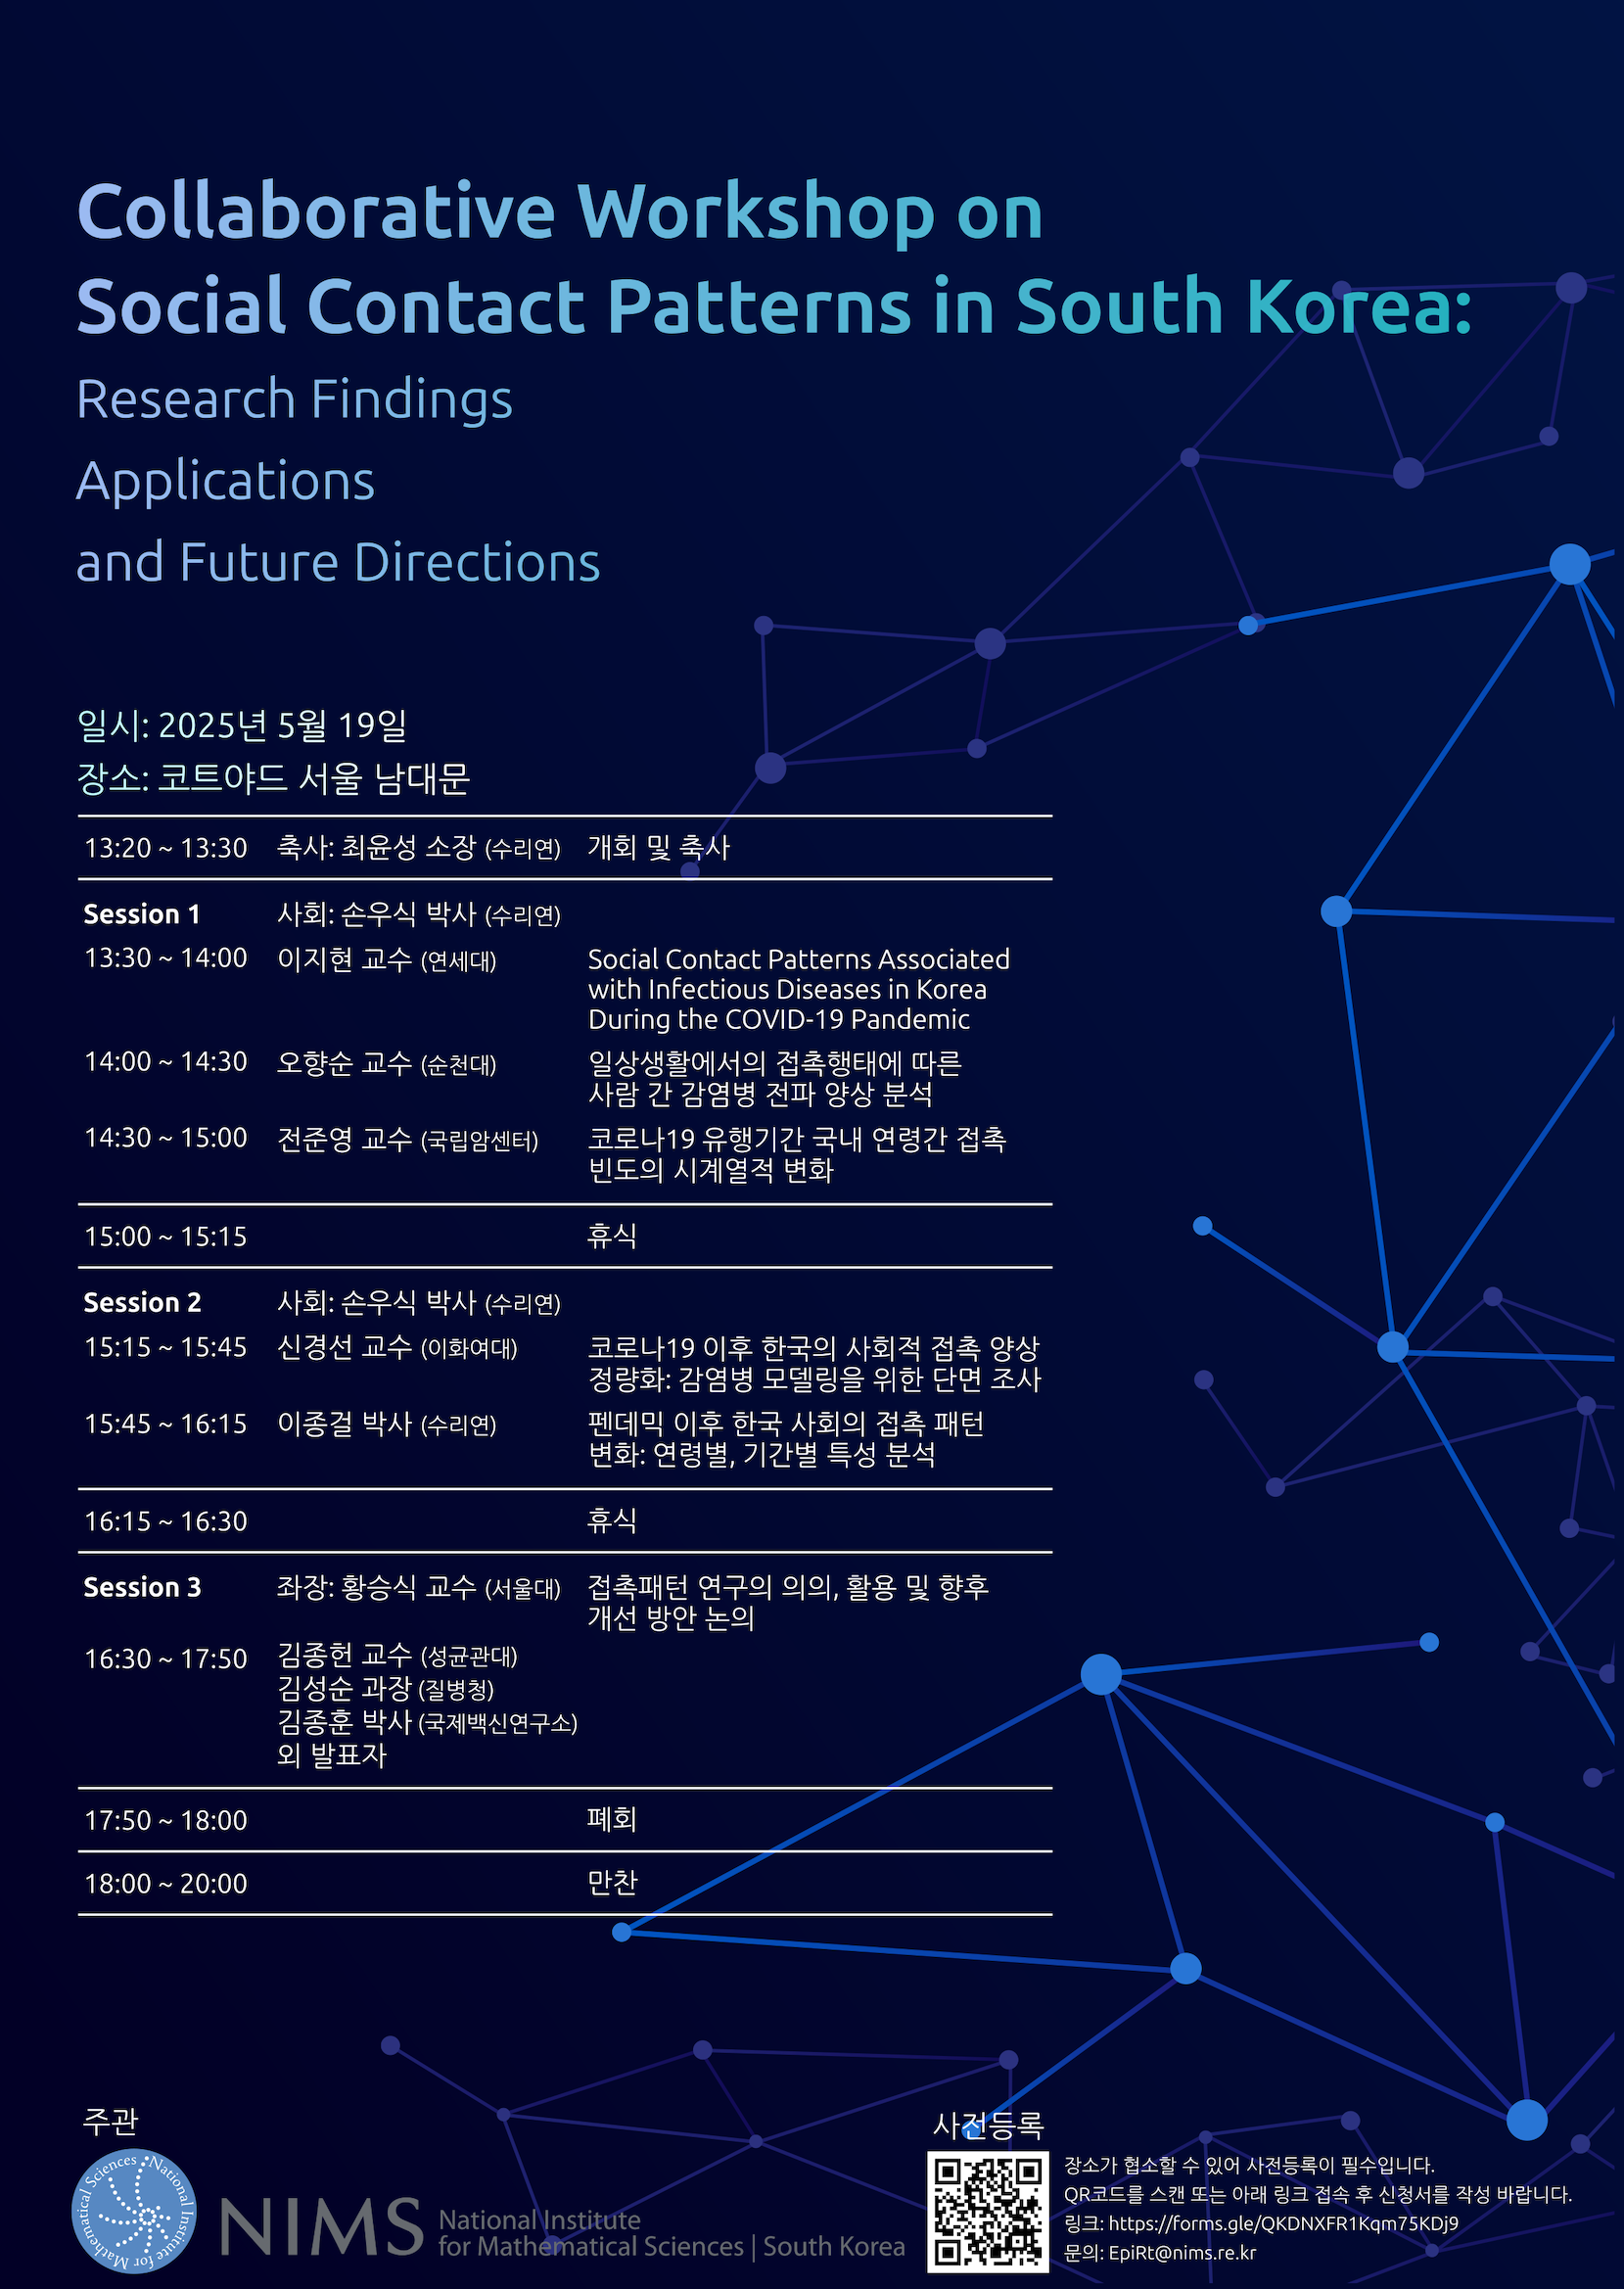 Collaborative Workshop on
Social Contact Patterns in South Korea:
Research Findings
Applications
and Future Directions
일시: 2025년 5월 19일
장소: 코트야드 서울 남대문
13:20 ~ 13:30 축사: 최윤성 소장 (수리연) 개회 및 축사
Session 1 사회: 손우식 박사 (수리연)
13:30 ~ 14:00 이지현 교수 (연세대) Social Contact Patterns Associated
with Infectious Diseases in Korea
During the COVID-19 Pandemic
14:00 ~ 14:30 오향순 교수 (순천대) 일상생활에서의 접촉행태에 따른
사람 간 감염병 전파 양상 분석
14:30 ~ 15:00 전준영 교수 (국립암센터) 코로나19 유행기간 국내 연령간 접촉
빈도의 시계열적 변화
15:00 ~ 15:15 휴식
Session 2 사회: 손우식 박사 (수리연)
15:15 ~ 15:45 신경선 교수 (이화여대) 코로나19 이후 한국의 사회적 접촉 양상
정량화: 감염병 모델링을 위한 단면 조사
15:45 ~ 16:15 이종걸 박사 (수리연) 펜데믹 이후 한국 사회의 접촉 패턴
변화: 연령별, 기간별 특성 분석
16:15 ~ 16:30 휴식
Session 3 좌장: 황승식 교수 (서울대) 접촉패턴 연구의 의의, 활용 및 향후
개선 방안 논의
16:30 ~ 17:50 김종헌 교수 (성균관대)
김성순 과장 (질병청)
김종훈 박사 (국제백신연구소)
외 발표자
17:50 ~ 18:00 폐회
18:00 ~ 20:00 만찬
주관
National Institute for Mathematical Sciences
NIMS
National Institute
for Mathematical Sciences | South Korea
사전등록
장소가 협소할 수 있어 사전등록이 필수입니다.
QR코드를 스캔 또는 아래 링크 접속 후 신청서를 작성 바랍니다.
링크: https://forms.gle/QKDNXFR1Kqm75KDj9
문의: EpiRt@nims.re.kr